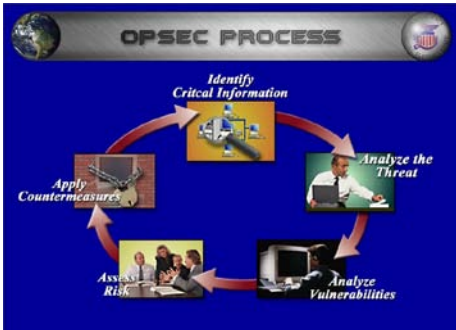 OPSEC PROCESS
Identify
Critcal Information
Analyze the
Threat
Analyze
Vulnerabilities
Assess
Risk
Apply
Countermeasures